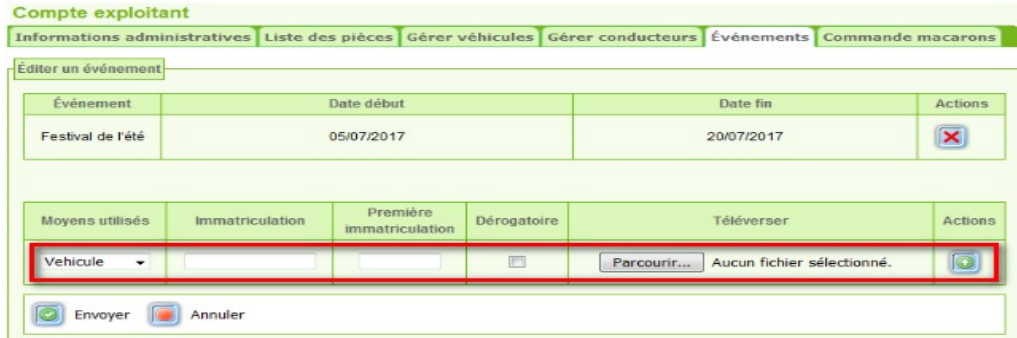 Compte exploitant
Informations administratives Liste des pièces Gérer véhicules Gérer conducteurs Événements Commande macarons
Éditer un événement
Événement Date début Date fin Actions
Festival de l'été 05/07/2017 20/07/2017
Moyens utilisés Immatriculation Première immatriculation Dérogatoire Téléverser Actions
Vehicule Parcourir... Aucun fichier sélectionné.
Envoyer Annuler